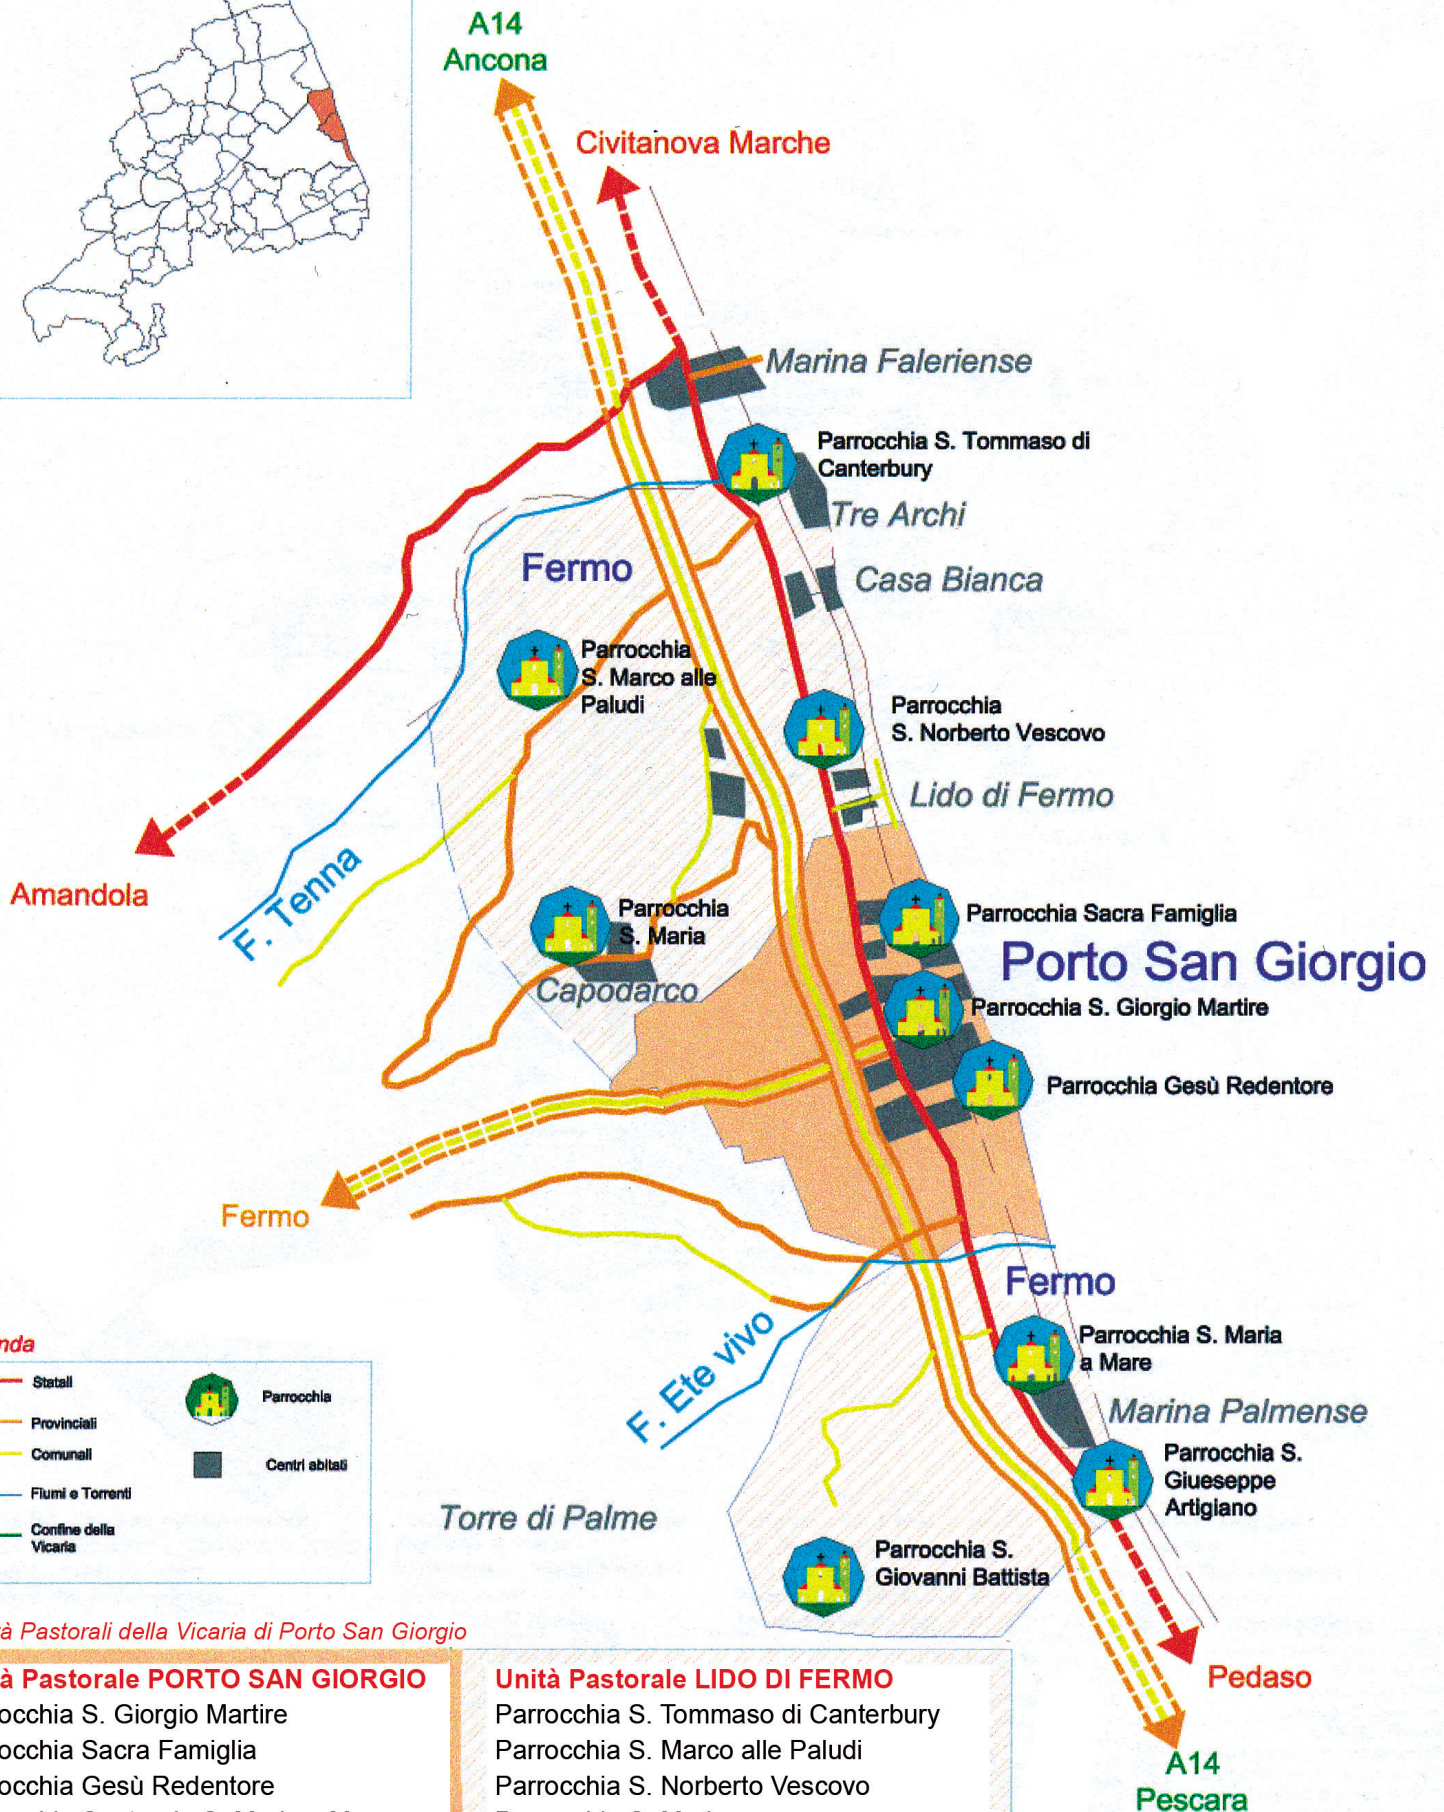 A14
Ancona
Civitanova Marche
Marina Faleriense
Parrocchia S. Tommaso di
Canterbury
Tre Archi
Fermo
Casa Bianca
Parrocchia
S. Marco alle
Paludi
Parrocchia
S. Norberto Vescovo
Lido di Fermo
Amandola
F. Tenna
Parrocchia
S. Maria
Capodarco
Parrocchia Sacra Famiglia
Porto San Giorgio
Parrocchia S. Giorgio Martire
Parrocchia Gesù Redentore
Fermo
Fermo
F. Ete vivo
Parrocchia S. Maria
a Mare
Marina Palmense
Parrocchia S.
Giueseppe
Artigiano
Torre di Palme
Parrocchia S.
Giovanni Battista
Pedaso
A14
Pescara
nda
Statali
Provinciali
Comunali
Fiumi e Torrenti
Confine della
Vicaria
Parrocchia
Centri abitati
à Pastorali della Vicaria di Porto San Giorgio
à Pastorale PORTO SAN GIORGIO
occhia S. Giorgio Martire
occhia Sacra Famiglia
occhia Gesù Redentore
Unità Pastorale LIDO DI FERMO
Parrocchia S. Tommaso di Canterbury
Parrocchia S. Marco alle Paludi
Parrocchia S. Norberto Vescovo